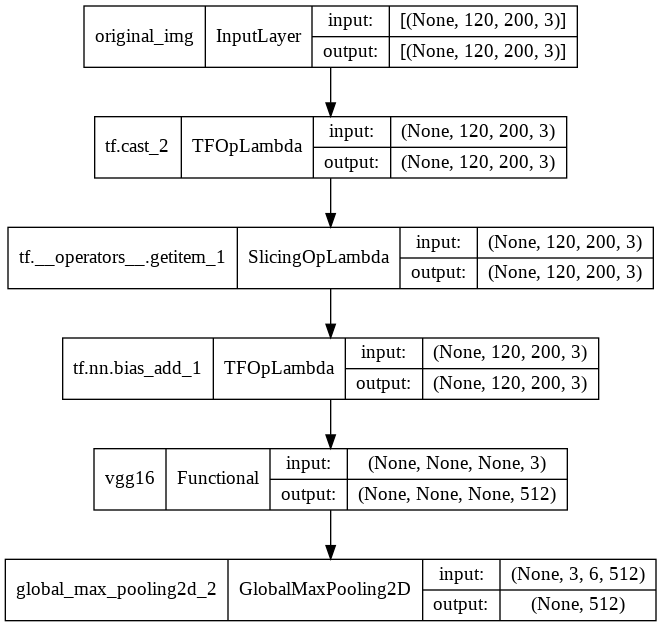 original_img InputLayer input: [(None, 120, 200, 3)]
output: [(None, 120, 200, 3)]
tf.cast_2 TFOpLambda input: (None, 120, 200, 3)
output: (None, 120, 200, 3)
tf.__operators__.getitem_1 SlicingOpLambda input: (None, 120, 200, 3)
output: (None, 120, 200, 3)
tf.nn.bias_add_1 TFOpLambda input: (None, 120, 200, 3)
output: (None, 120, 200, 3)
vgg16 Functional input: (None, None, None, 3)
output: (None, None, None, 512)
global_max_pooling2d_2 GlobalMaxPooling2D input: (None, 3, 6, 512)
output: (None, 512)